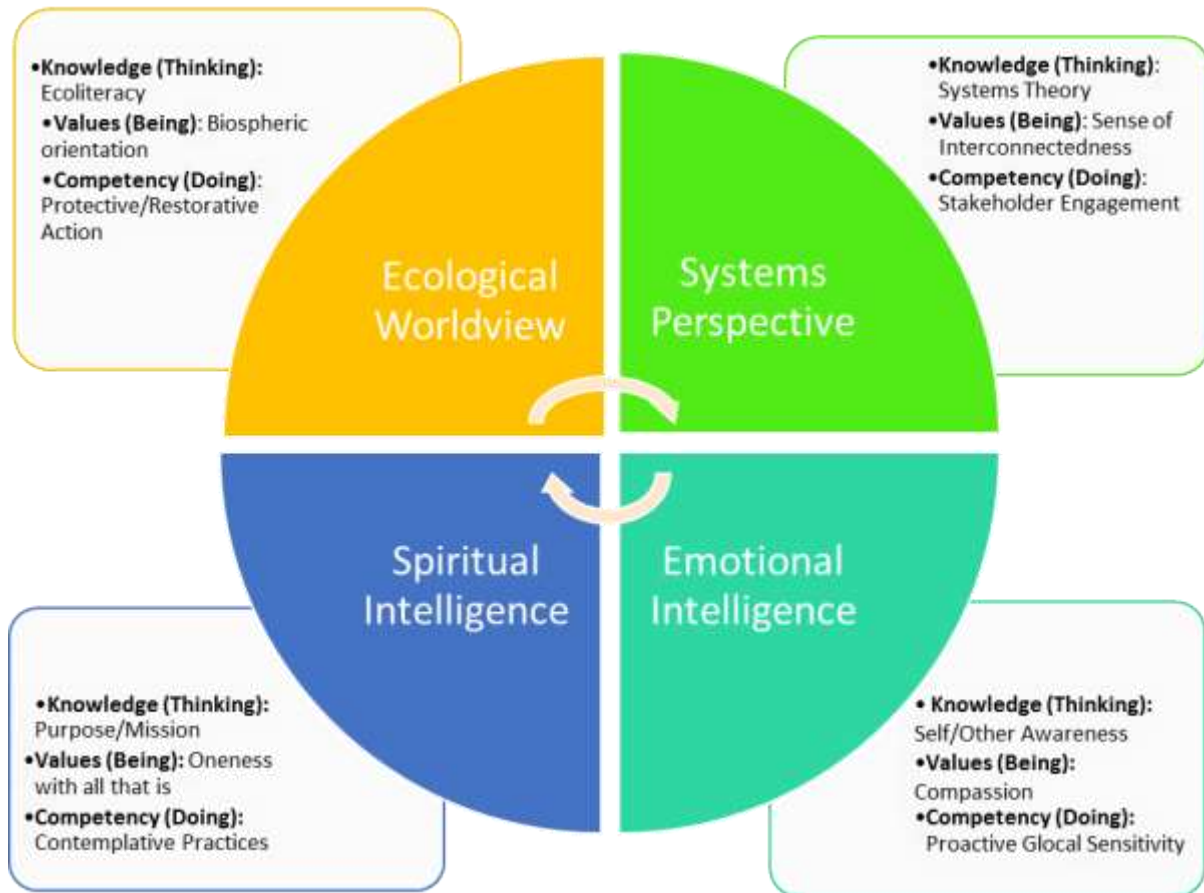 •Knowledge (Thinking):
Ecoliteracy
•Values (Being): Biospheric
orientation
•Competency (Doing):
Protective/Restorative
Action
•Knowledge (Thinking):
Systems Theory
•Values (Being): Sense of
Interconnectedness
•Competency (Doing):
Stakeholder Engagement
Ecological
Worldview
Systems
Perspective
Spiritual
Intelligence
Emotional
Intelligence
•Knowledge (Thinking):
Purpose/Mission
•Values (Being): Oneness
with all that is
•Competency (Doing):
Contemplative Practices
• Knowledge (Thinking):
Self/Other Awareness
•Values (Being):
Compassion
•Competency (Doing):
Proactive Glocal Sensitivity